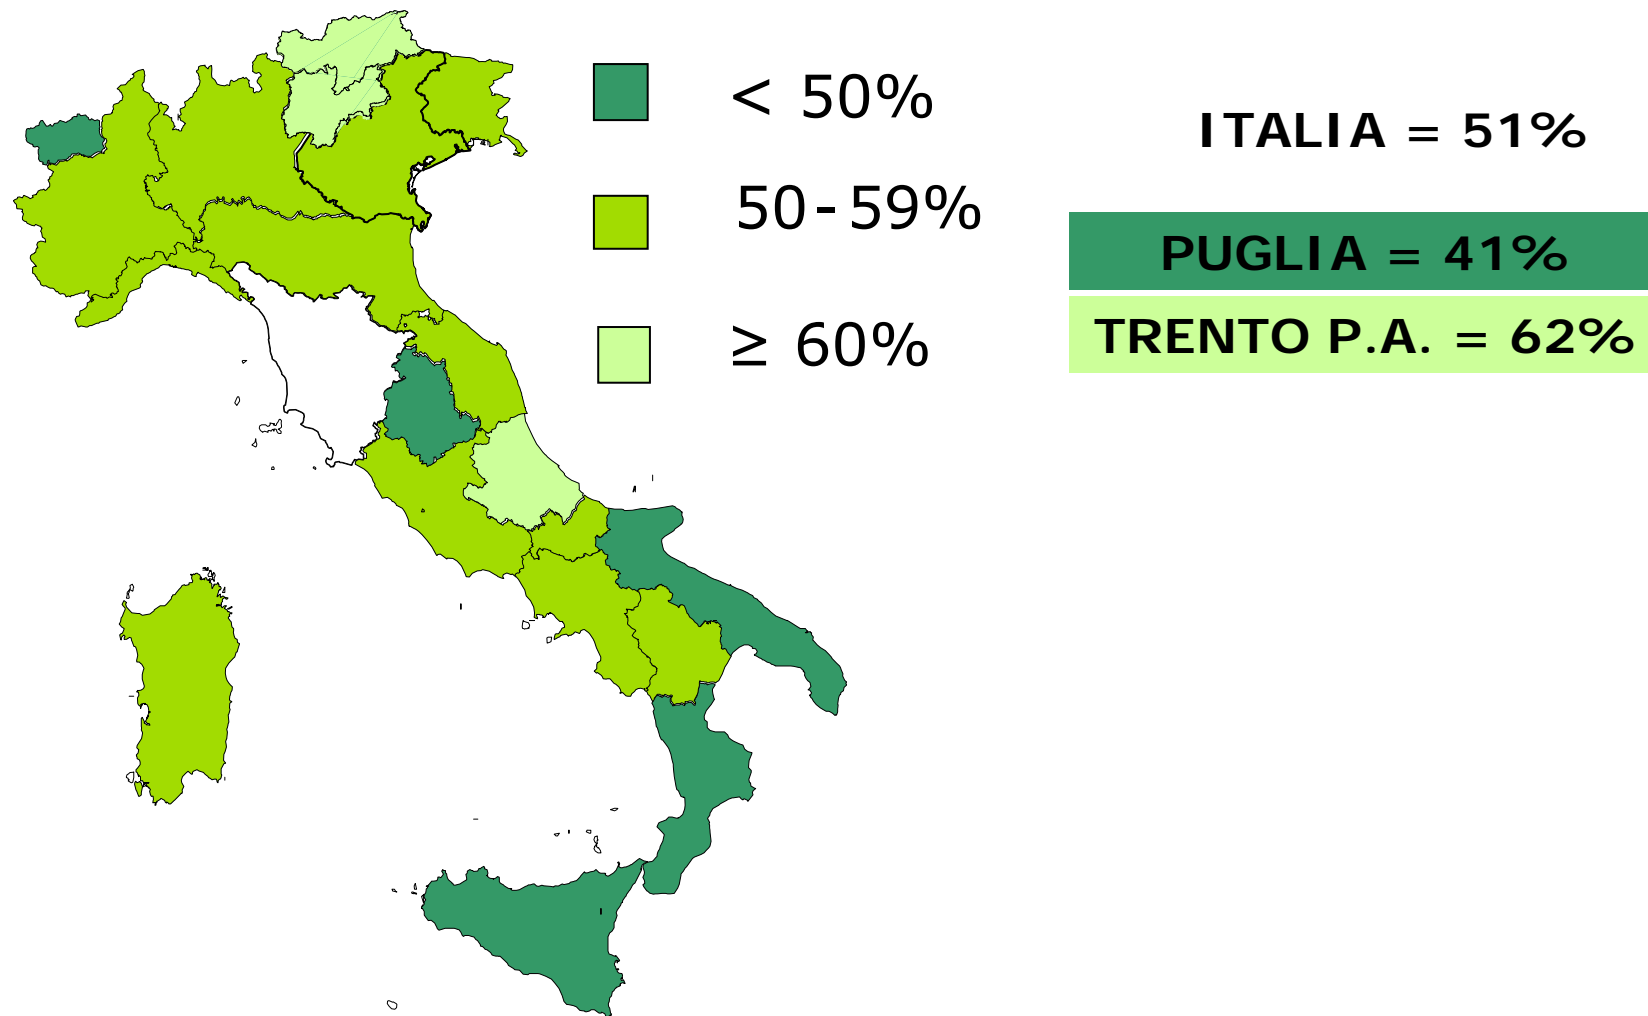 < 50%
50-59%
≥ 60%
ITALIA = 51%
PUGLIA = 41%
TRENTO P.A. = 62%